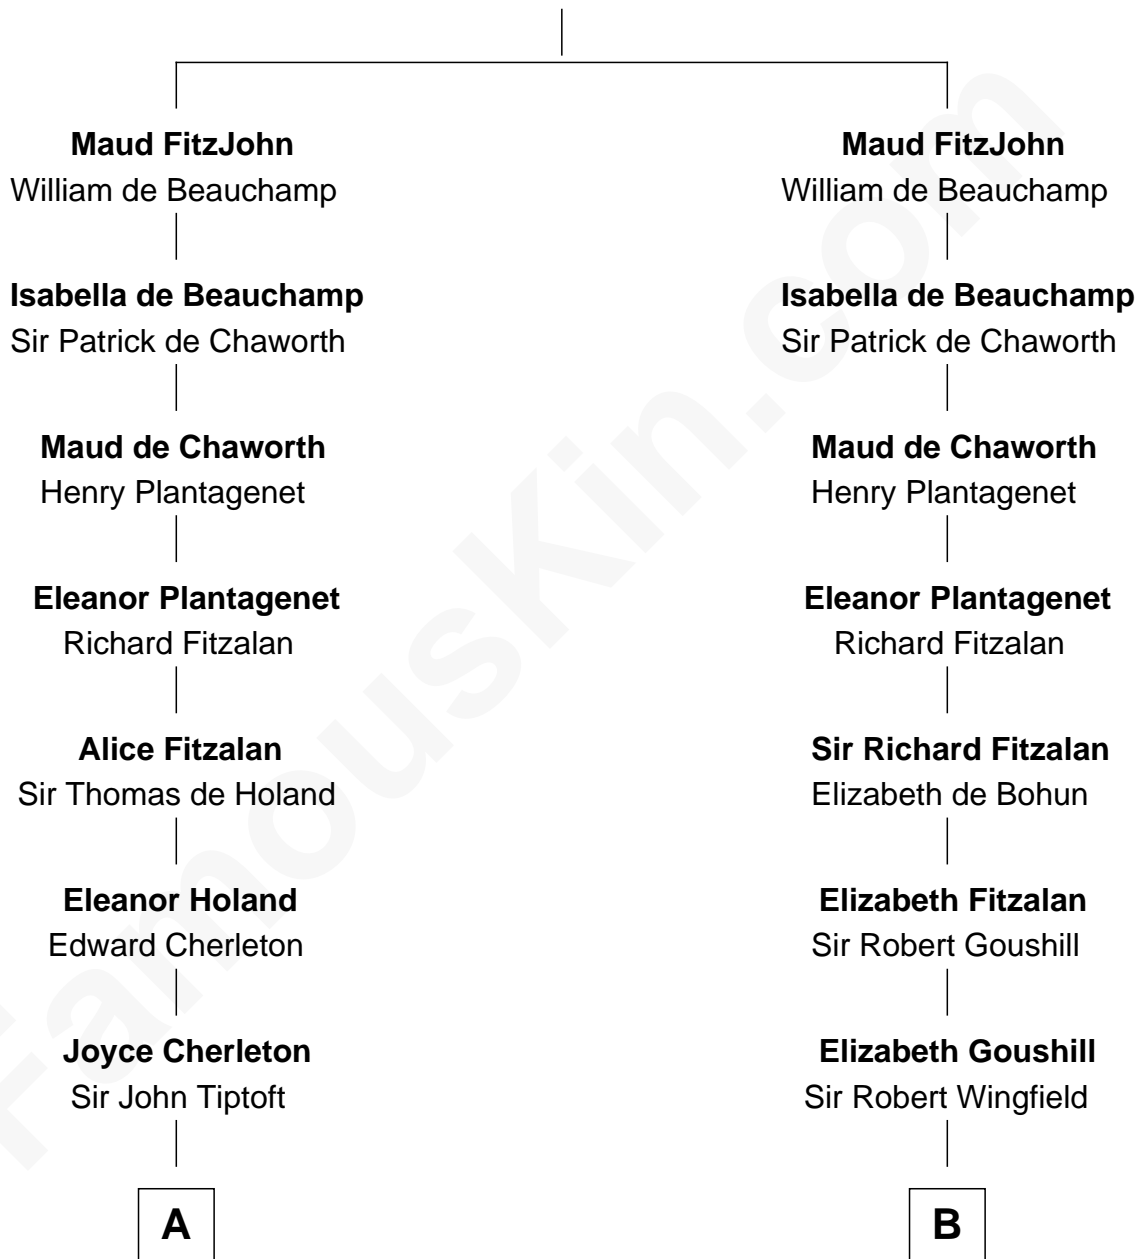 Maud FitzJohn
William de Beauchamp
Isabella de Beauchamp
Sir Patrick de Chaworth
Maud de Chaworth
Henry Plantagenet
Eleanor Plantagenet
Richard Fitzalan
Alice Fitzalan
Sir Thomas de Holand
Eleanor Holand
Edward Cherleton
Joyce Cherleton
Sir John Tiptoft
A
Maud FitzJohn
William de Beauchamp
Isabella de Beauchamp
Sir Patrick de Chaworth
Maud de Chaworth
Henry Plantagenet
Eleanor Plantagenet
Richard Fitzalan
Sir Richard Fitzalan
Elizabeth de Bohun
Elizabeth Fitzalan
Sir Robert Goushill
Elizabeth Goushill
Sir Robert Wingfield
B
FamousKin.com